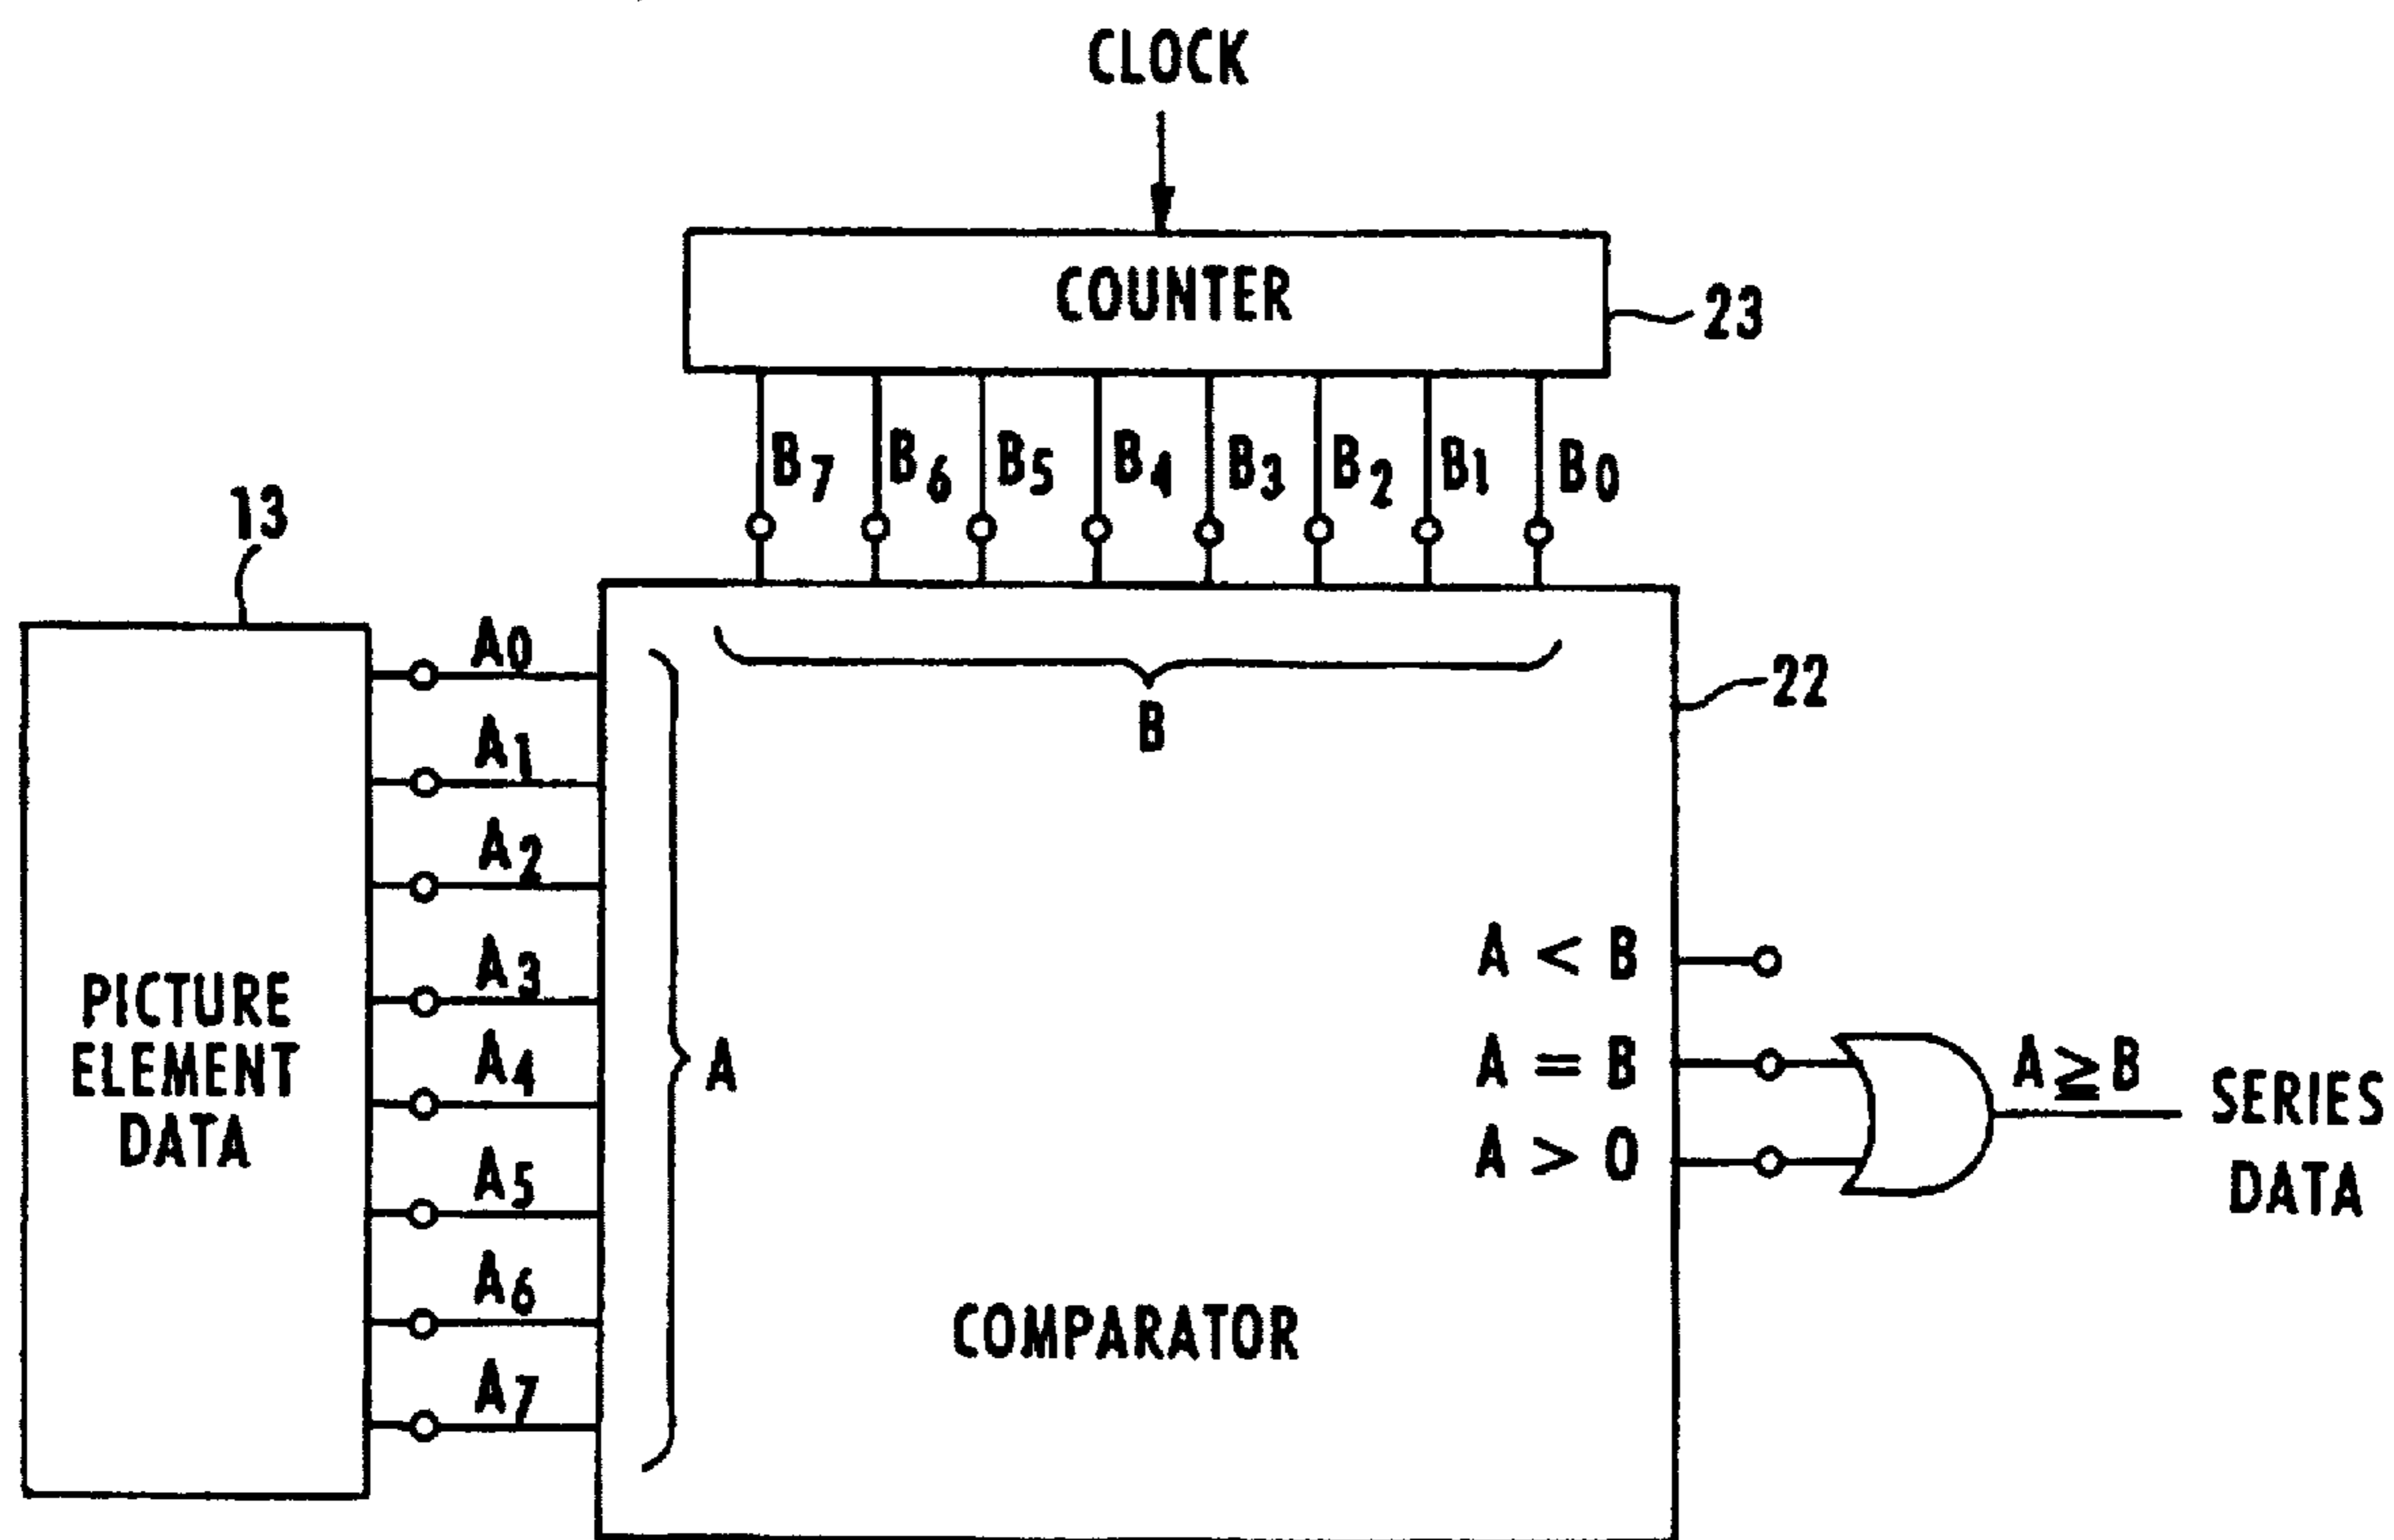 CLOCK
COUNTER
23
B7 B6 B5 B4 B3 B2 B1 B0
13
A0
A1
A2
A3
A4
A5
A6
A7
PICTURE
ELEMENT
DATA
B
A
22
A < B
A = B
A > 0
COMPARATOR
A ≧ B
SERIES
DATA